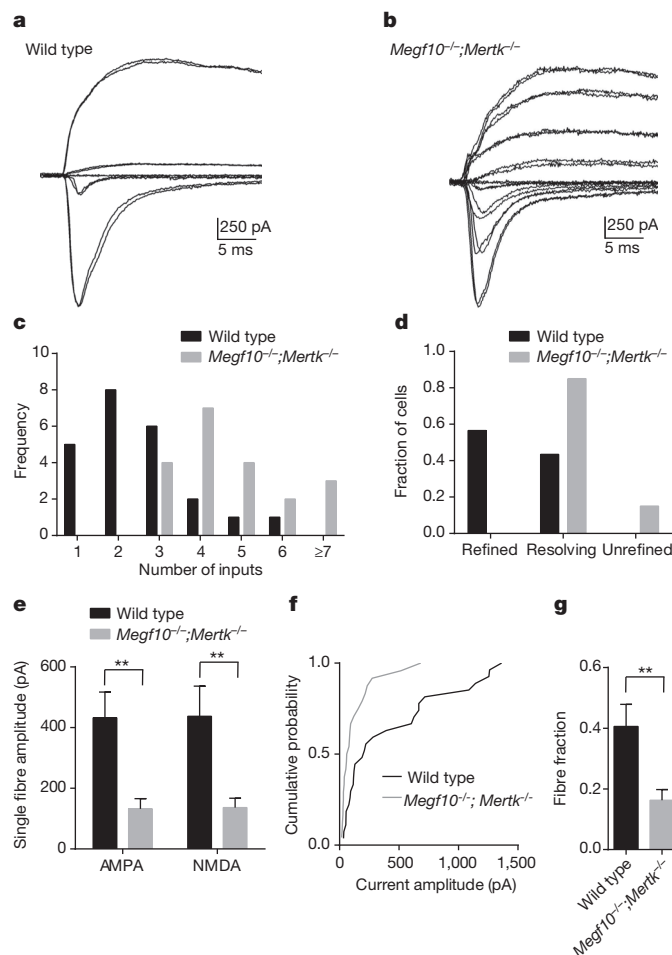 a
Wild type
250 pA
5 ms
b
Megf10–/–;Mertk–/–
250 pA
5 ms
c
Wild type
Megf10–/–;Mertk–/–
Frequency
10
8
6
4
2
0
1 2 3 4 5 6 ≥7
Number of inputs
d
Wild type
Megf10–/–;Mertk–/–
Fraction of cells
1.0
0.8
0.6
0.4
0.2
0.0
Refined Resolving Unrefined
e
Wild type
Megf10–/–;Mertk–/–
Single fibre amplitude (pA)
600
400
200
0
**
**
AMPA NMDA
f
Cumulative probability
1.0
0.5
0.0
Wild type
Megf10–/–; Mertk–/–
0 500 1,000 1,500
Current amplitude (pA)
g
Fibre fraction
0.6
0.4
0.2
0.0
**
Wild type
Megf10–/–;Mertk–/–